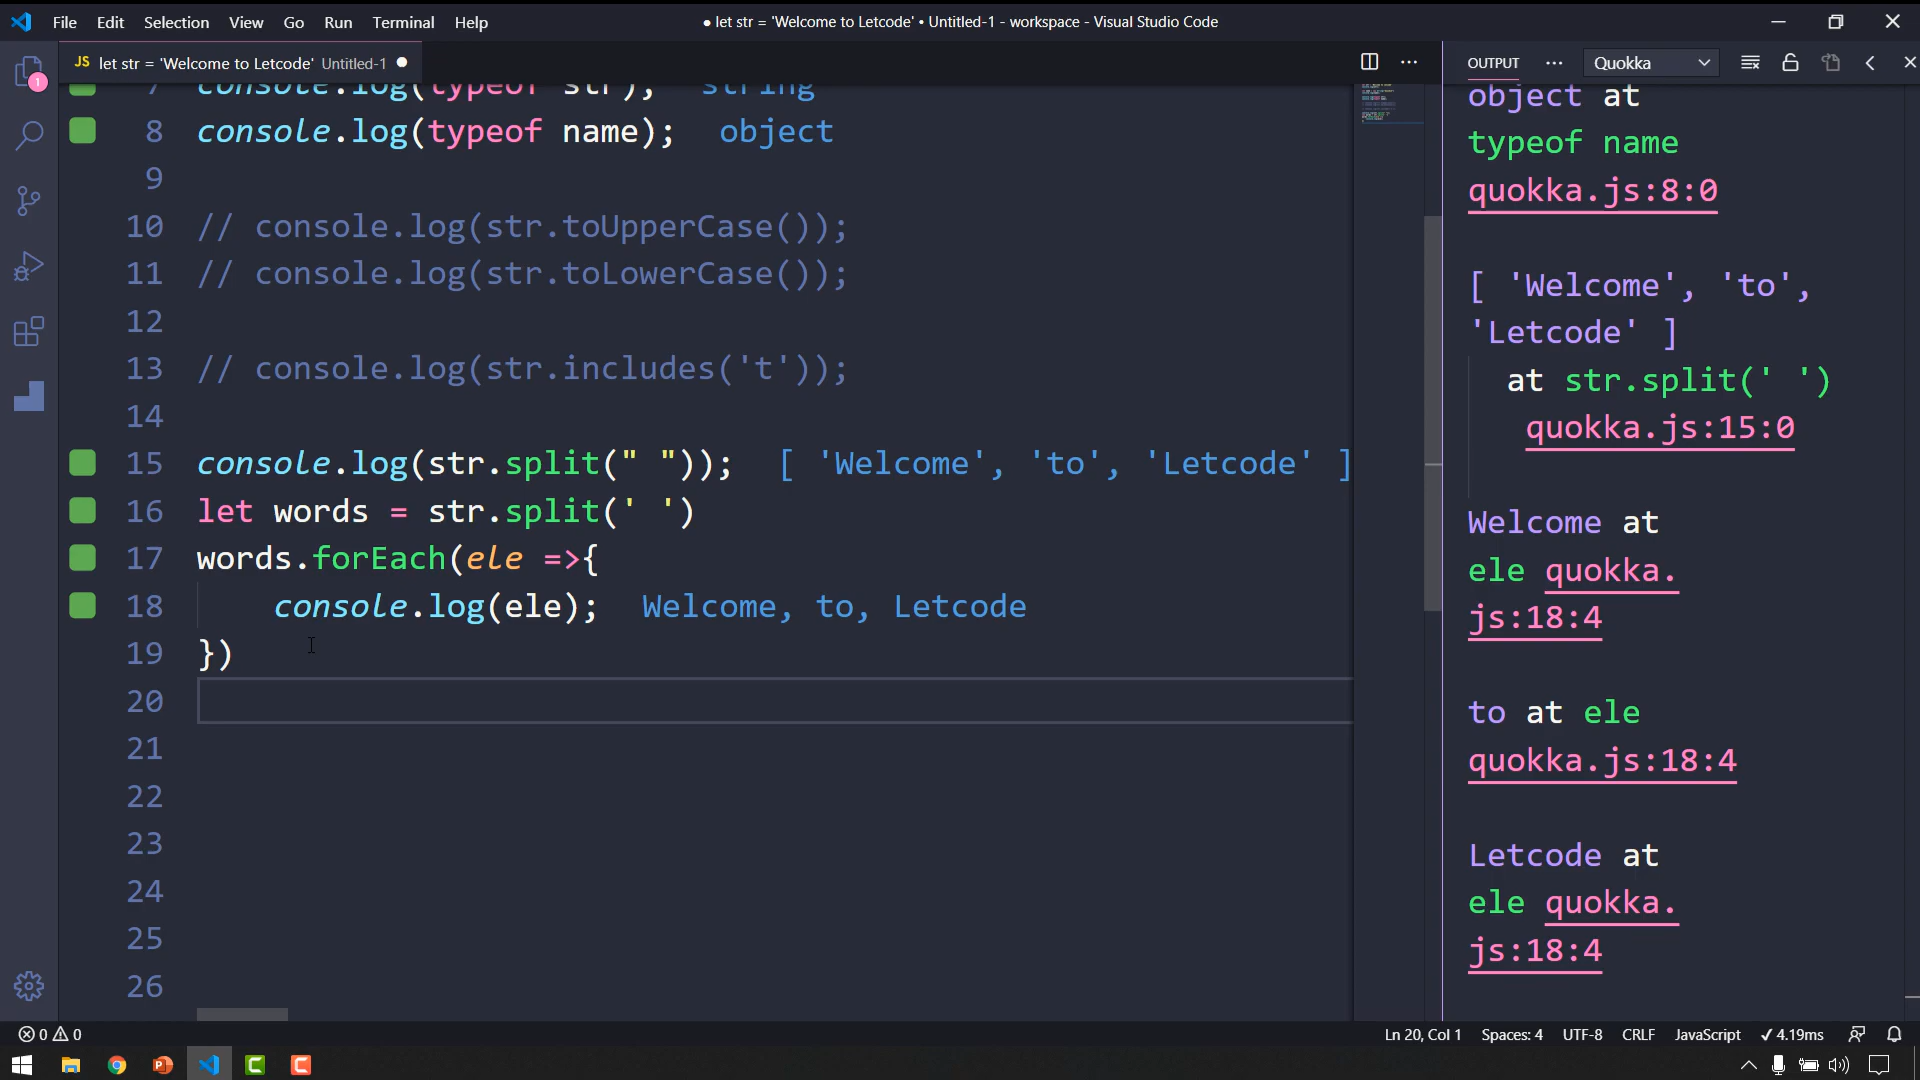 File Edit Selection View Go Run Terminal Help
● let str = 'Welcome to Letcode' • Untitled-1 - workspace - Visual Studio Code
1
JS let str = 'Welcome to Letcode' Untitled-1 ●
7 console.log(typeof str); string
8 console.log(typeof name); object
9
10 // console.log(str.toUpperCase());
11 // console.log(str.toLowerCase());
12
13 // console.log(str.includes('t'));
14
15 console.log(str.split(" ")); [ 'Welcome', 'to', 'Letcode' ]
16 let words = str.split(' ')
17 words.forEach(ele =>{
18 console.log(ele); Welcome, to, Letcode
19 })
20
21
22
23
24
25
26
OUTPUT ··· Quokka
object at
typeof name
quokka.js:8:0
[ 'Welcome', 'to',
'Letcode' ]
at str.split(' ')
quokka.js:15:0
Welcome at
ele quokka.
js:18:4
to at ele
quokka.js:18:4
Letcode at
ele quokka.
js:18:4
0 0
Ln 20, Col 1 Spaces: 4 UTF-8 CRLF JavaScript ✓ 4.19ms